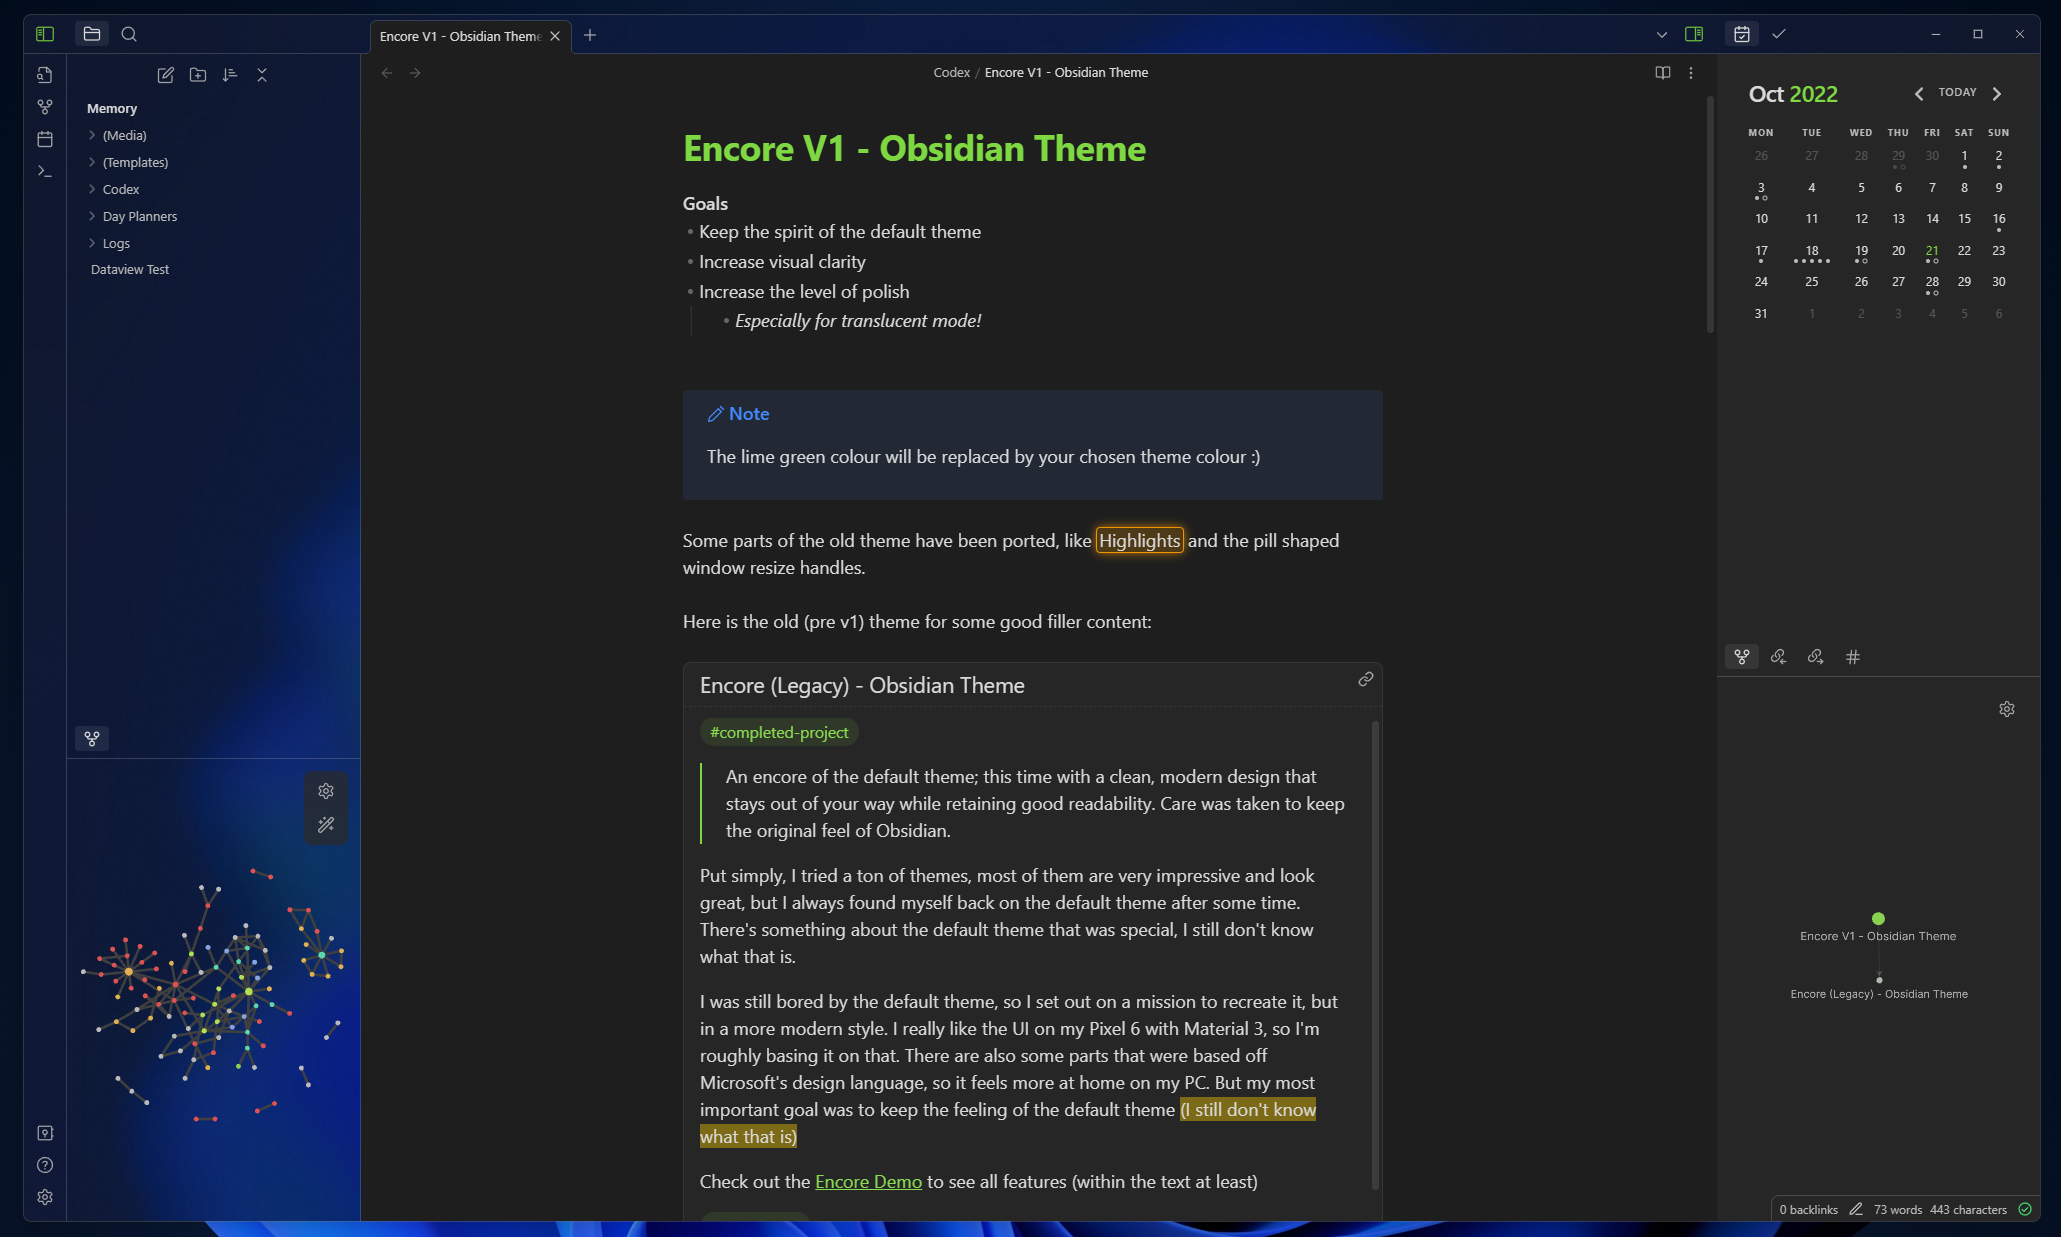 Encore V1 - Obsidian Theme
Memory
(Media)
(Templates)
Codex
Day Planners
Logs
Dataview Test
Codex / Encore V1 - Obsidian Theme
Encore V1 - Obsidian Theme
Goals
• Keep the spirit of the default theme
• Increase visual clarity
• Increase the level of polish
• Especially for translucent mode!
Note
The lime green colour will be replaced by your chosen theme colour :)
Some parts of the old theme have been ported, like Highlights and the pill shaped
window resize handles.
Here is the old (pre v1) theme for some good filler content:
Encore (Legacy) - Obsidian Theme
#completed-project
An encore of the default theme; this time with a clean, modern design that
stays out of your way while retaining good readability. Care was taken to keep
the original feel of Obsidian.
Put simply, I tried a ton of themes, most of them are very impressive and look
great, but I always found myself back on the default theme after some time.
There's something about the default theme that was special, I still don't know
what that is.
I was still bored by the default theme, so I set out on a mission to recreate it, but
in a more modern style. I really like the UI on my Pixel 6 with Material 3, so I'm
roughly basing it on that. There are also some parts that were based off
Microsoft's design language, so it feels more at home on my PC. But my most
important goal was to keep the feeling of the default theme (I still don't know
what that is)
Check out the Encore Demo to see all features (within the text at least)
Oct 2022
TODAY
MON TUE WED THU FRI SAT SUN
26 27 28 29 30 1 2
3 4 5 6 7 8 9
10 11 12 13 14 15 16
17 18 19 20 21 22 23
24 25 26 27 28 29 30
31 1 2 3 4 5 6
Encore V1 - Obsidian Theme
Encore (Legacy) - Obsidian Theme
0 backlinks 73 words 443 characters